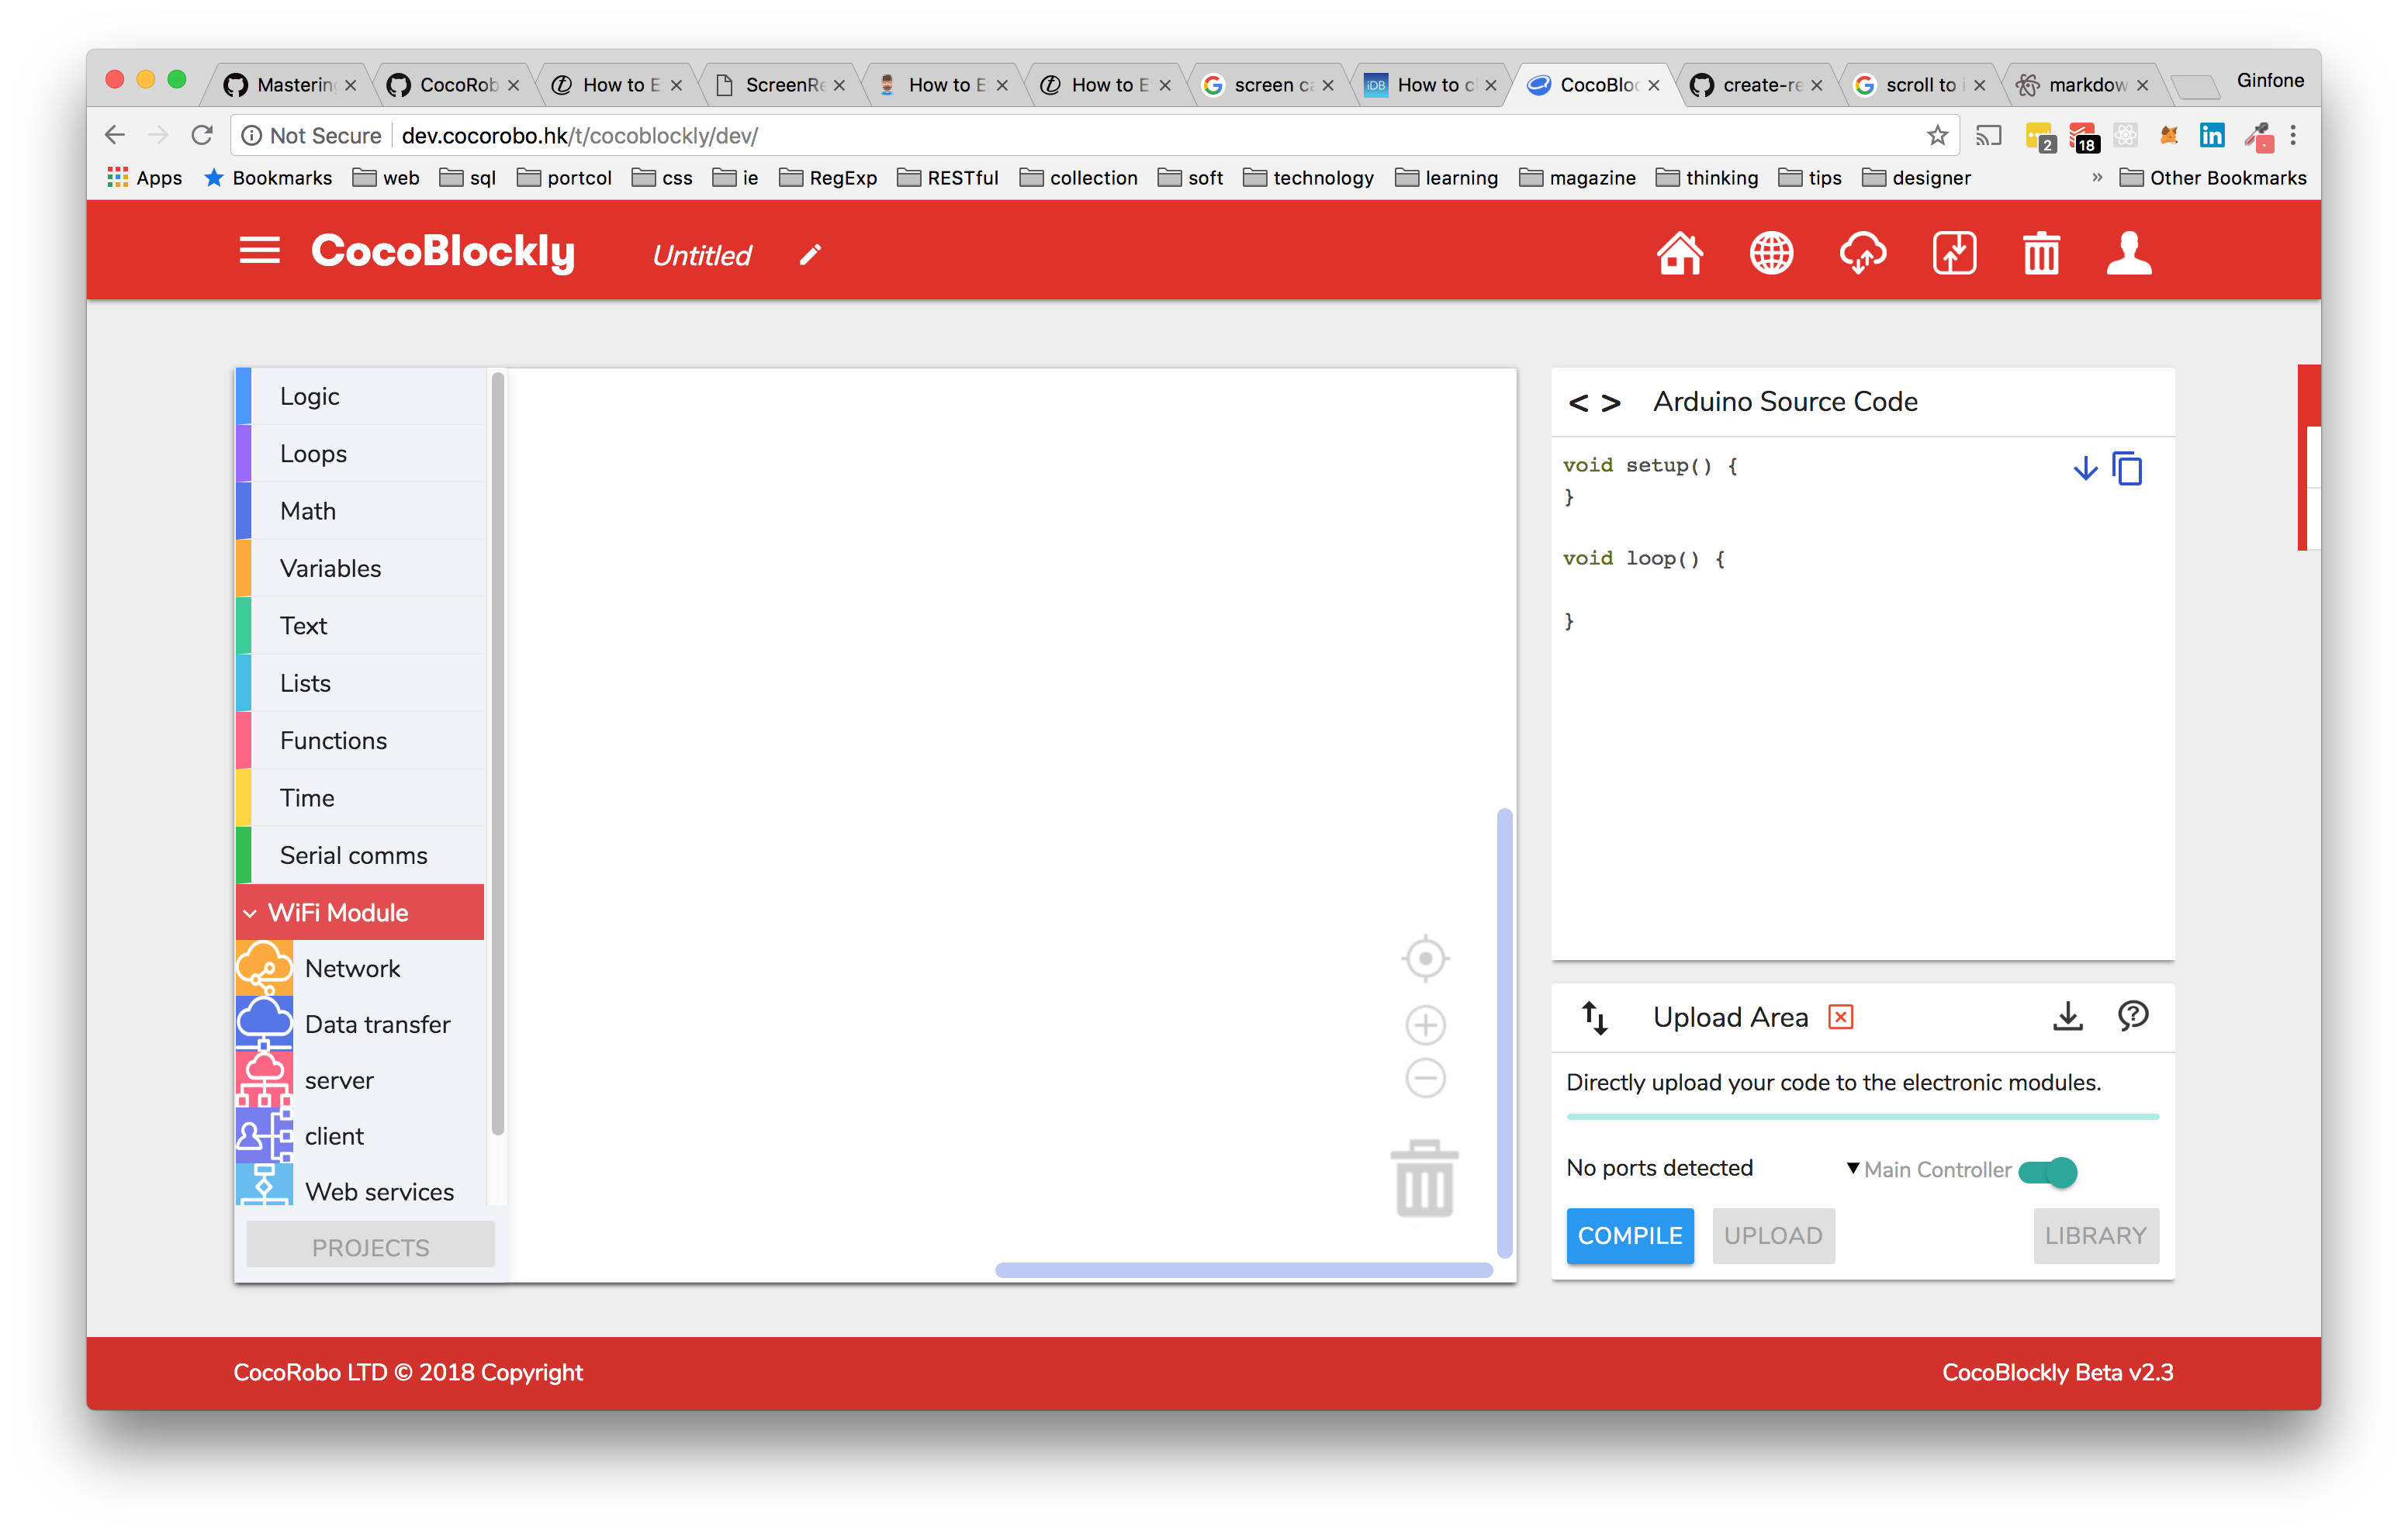 Mastering CocoRob How to E ScreenRe How to E How to E screen ca How to cl CocoBloc create-re scroll to i markdow Ginfone
Not Secure dev.cocorobo.hk/t/cocoblockly/dev/ 2 18
Apps Bookmarks web sql portcol css ie RegExp RESTful collection soft technology learning magazine thinking tips designer » Other Bookmarks
CocoBlockly Untitled
Logic
Loops
Math
Variables
Text
Lists
Functions
Time
Serial comms
WiFi Module
Network
Data transfer
server
client
Web services
PROJECTS
< > Arduino Source Code
void setup() {
}
void loop() {
}
Upload Area
Directly upload your code to the electronic modules.
No ports detected Main Controller
COMPILE UPLOAD LIBRARY
CocoRobo LTD © 2018 Copyright CocoBlockly Beta v2.3